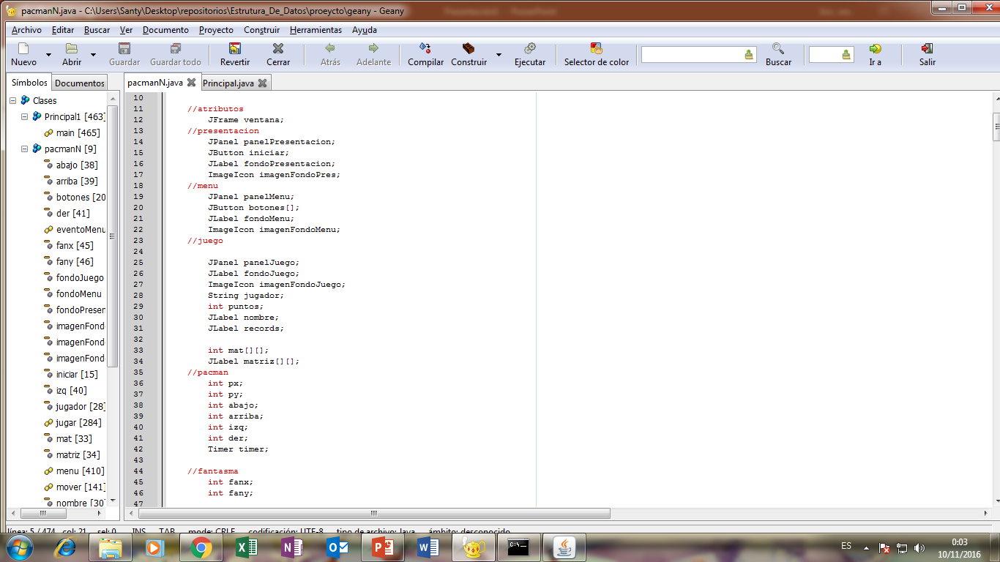 pacmanN.java - C:\Users\Santy\Desktop\repositorios\Estrutura_De_Datos\proeycto\geany - Geany
Archivo Editar Buscar Ver Documento Proyecto Construir Herramientas Ayuda
Nuevo Abrir Guardar Guardar todo Revertir Cerrar Atrás Adelante Compilar Construir Ejecutar Selector de color Buscar Ir a Salir
Símbolos Documentos
pacmanN.java Principal.java
Clases
Principal1 [463]
main [465]
pacmanN [9]
abajo [38]
arriba [39]
botones [20
der [41]
eventoMenu
fanx [45]
fany [46]
fondoJuego
fondoMenu
fondoPresen
imagenFond
imagenFond
imagenFond
iniciar [15]
izq [40]
jugador [28]
jugar [284]
mat [33]
matriz [34]
menu [410]
mover [141]
nombre [30]
10
11 //atributos
12 JFrame ventana;
13 //presentacion
14 JPanel panelPresentacion;
15 JButton iniciar;
16 JLabel fondoPresentacion;
17 ImageIcon imagenFondoPres;
18 //menu
19 JPanel panelMenu;
20 JButton botones[];
21 JLabel fondoMenu;
22 ImageIcon imagenFondoMenu;
23 //juego
24
25 JPanel panelJuego;
26 JLabel fondoJuego;
27 ImageIcon imagenFondoJuego;
28 String jugador;
29 int puntos;
30 JLabel nombre;
31 JLabel records;
32
33 int mat[][];
34 JLabel matriz[][];
35 //pacman
36 int px;
37 int py;
38 int abajo;
39 int arriba;
40 int izq;
41 int der;
42 Timer timer;
43
44 //fantasma
45 int fanx;
46 int fany;
47
línea: 5 / 474 col: 21 sel: 0 INS TAB mode: CRLF codificación: UTF-8 tipo de archivo: Java ámbito: desconocido
ES
0:03
10/11/2016